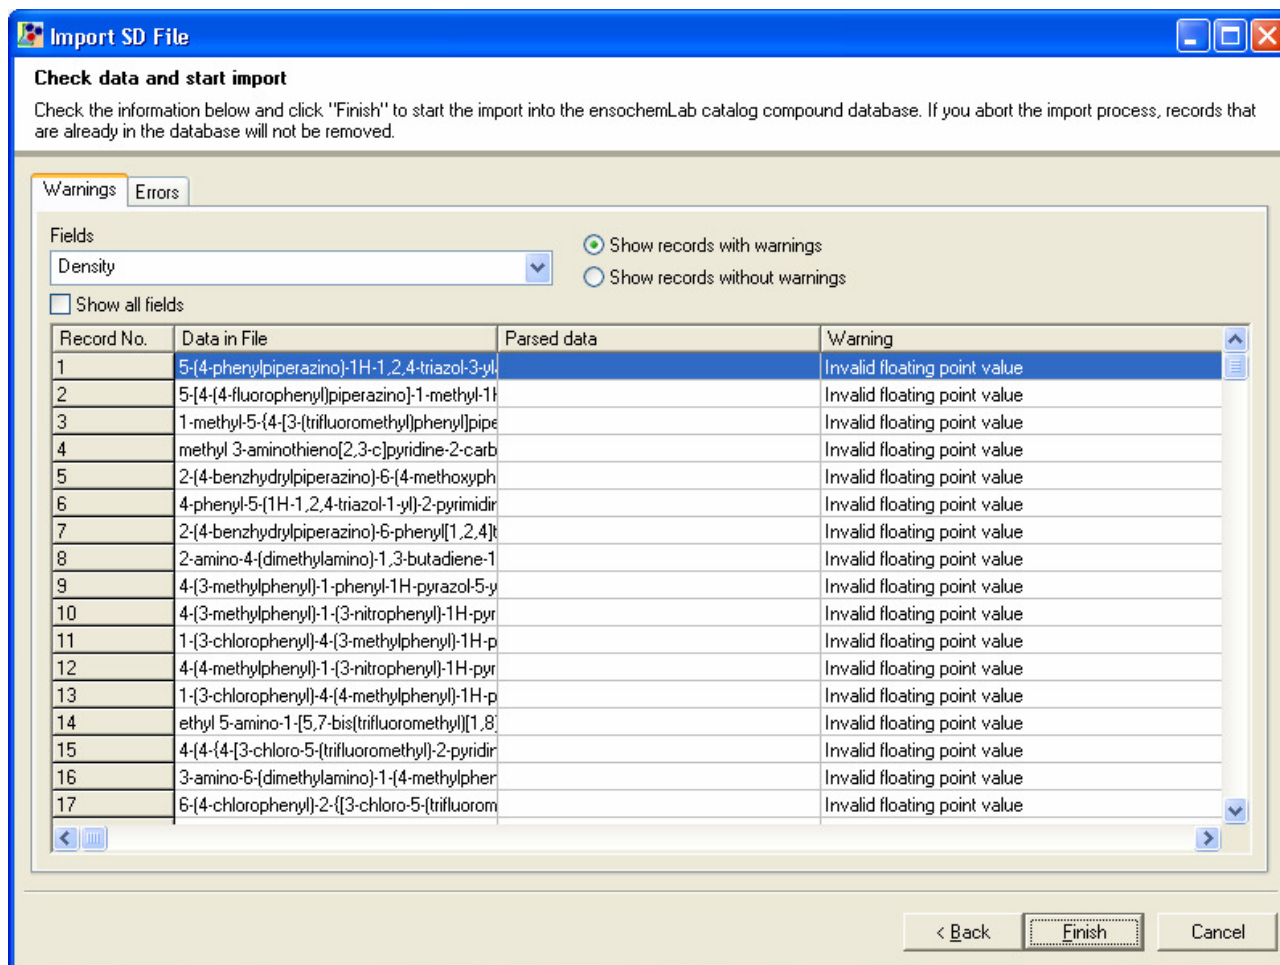 Import SD File
Check data and start import
Check the information below and click "Finish" to start the import into the ensochemLab catalog compound database. If you abort the import process, records that
are already in the database will not be removed.
Warnings Errors
Fields
Density
Show records with warnings
Show records without warnings
Show all fields
Record No. Data in File Parsed data Warning
1 5-(4-phenylpiperazino)-1H-1,2,4-triazol-3-yl Invalid floating point value
2 5-[4-(4-fluorophenyl)piperazino]-1-methyl-1H Invalid floating point value
3 1-methyl-5-{4-[3-(trifluoromethyl)phenyl]pipe Invalid floating point value
4 methyl 3-aminothieno[2,3-c]pyridine-2-carb Invalid floating point value
5 2-(4-benzhydrylpiperazino)-6-(4-methoxyph Invalid floating point value
6 4-phenyl-5-(1H-1,2,4-triazol-1-yl)-2-pyrimidin Invalid floating point value
7 2-(4-benzhydrylpiperazino)-6-phenyl[1,2,4]t Invalid floating point value
8 2-amino-4-(dimethylamino)-1,3-butadiene-1 Invalid floating point value
9 4-(3-methylphenyl)-1-phenyl-1H-pyrazol-5-y Invalid floating point value
10 4-(3-methylphenyl)-1-(3-nitrophenyl)-1H-pyr Invalid floating point value
11 1-(3-chlorophenyl)-4-(3-methylphenyl)-1H-p Invalid floating point value
12 4-(4-methylphenyl)-1-(3-nitrophenyl)-1H-pyr Invalid floating point value
13 1-(3-chlorophenyl)-4-(4-methylphenyl)-1H-p Invalid floating point value
14 ethyl 5-amino-1-[5,7-bis(trifluoromethyl)[1,8] Invalid floating point value
15 4-(4-{4-[3-chloro-5-(trifluoromethyl)-2-pyridin Invalid floating point value
16 3-amino-6-(dimethylamino)-1-(4-methylphen Invalid floating point value
17 6-(4-chlorophenyl)-2-{[3-chloro-5-(trifluorom Invalid floating point value
< Back Finish Cancel